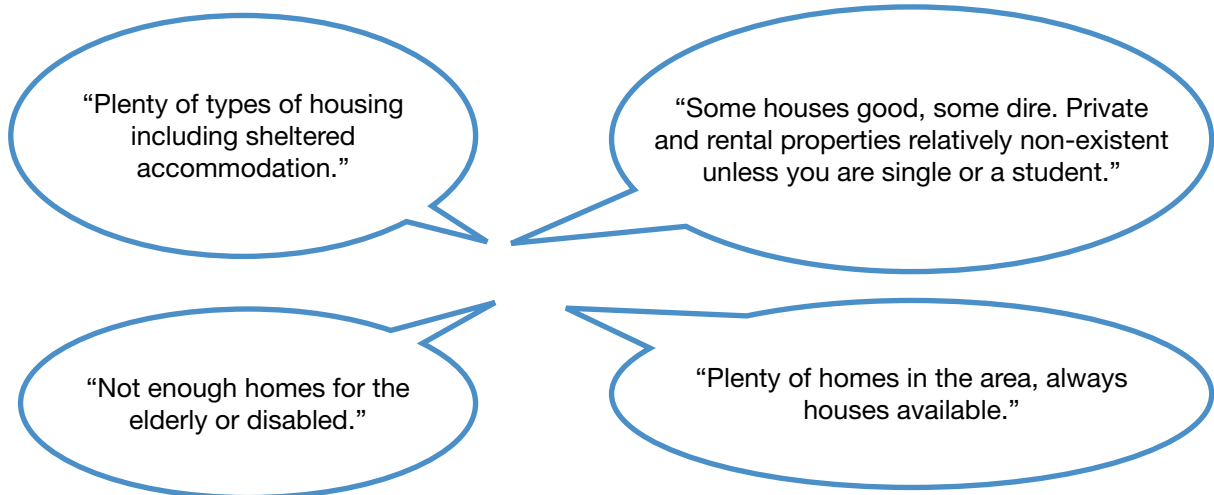 “Plenty of types of housing
including sheltered
accommodation.”
“Some houses good, some dire. Private
and rental properties relatively non-existent
unless you are single or a student.”
“Not enough homes for the
elderly or disabled.”
“Plenty of homes in the area, always
houses available.”